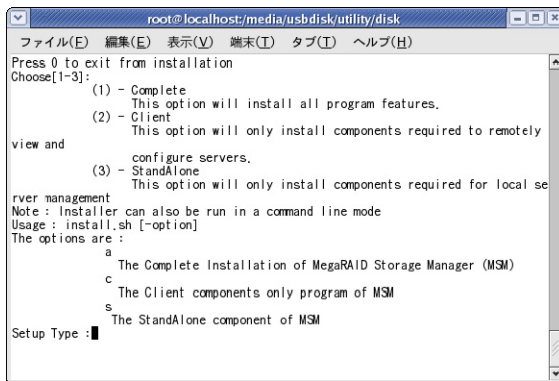 root@localhost:/media/usbdisk/utility/disk
ファイル(F) 編集(E) 表示(V) 端末(T) タブ(T) ヘルプ(H)
Press 0 to exit from installation
Choose[1-3]:
(1) - Complete
This option will install all program features.
(2) - Client
This option will only install components required to remotely
view and
configure servers.
(3) - StandAlone
This option will only install components required for local se
rver management
Note : Installer can also be run in a command line mode
Usage : install.sh [-option]
The options are :
a
The Complete Installation of MegaRAID Storage Manager (MSM)
c
The Client components only program of MSM
s
The StandAlone component of MSM
Setup Type :